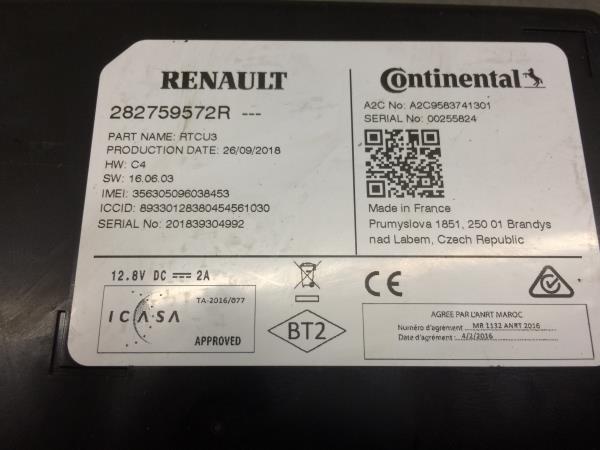 RENAULT
282759572R ---
PART NAME: RTCU3
PRODUCTION DATE: 26/09/2018
HW: C4
SW: 16.06.03
IMEI: 356305096038453
ICCID: 89330128380454561030
SERIAL No: 201839304992
Continental
A2C No: A2C9583741301
SERIAL No: 00255824
Made in France
Prumyslova 1851, 250 01 Brandys
nad Labem, Czech Republic
12.8V DC 2A
TA-2016/077
ICASA
APPROVED
BT2
CE
AGREE PAR L'ANRT MAROC
Numéro d'agrément : MR 1132 ANRT 2016
Date d'agrément : 4/2/2016